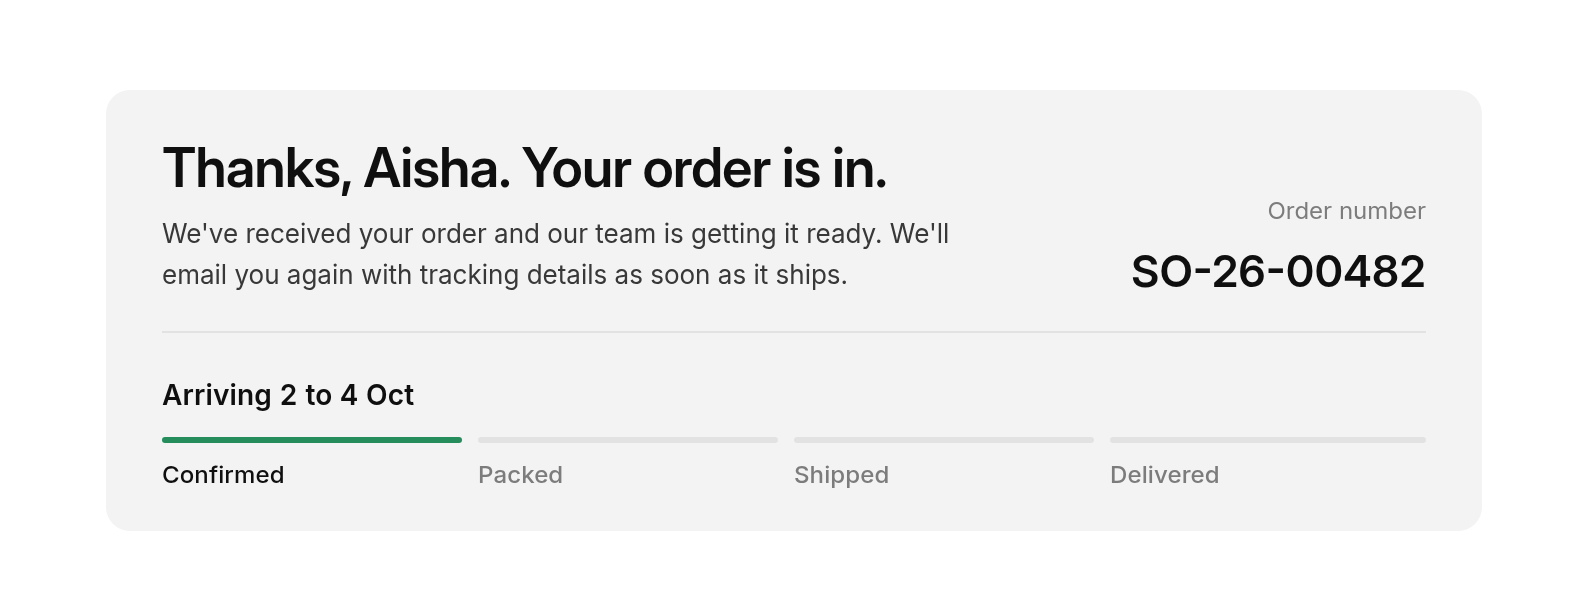 Thanks, Aisha. Your order is in.
We've received your order and our team is getting it ready. We'll
email you again with tracking details as soon as it ships.
Order number
SO-26-00482
Arriving 2 to 4 Oct
Confirmed
Packed
Shipped
Delivered